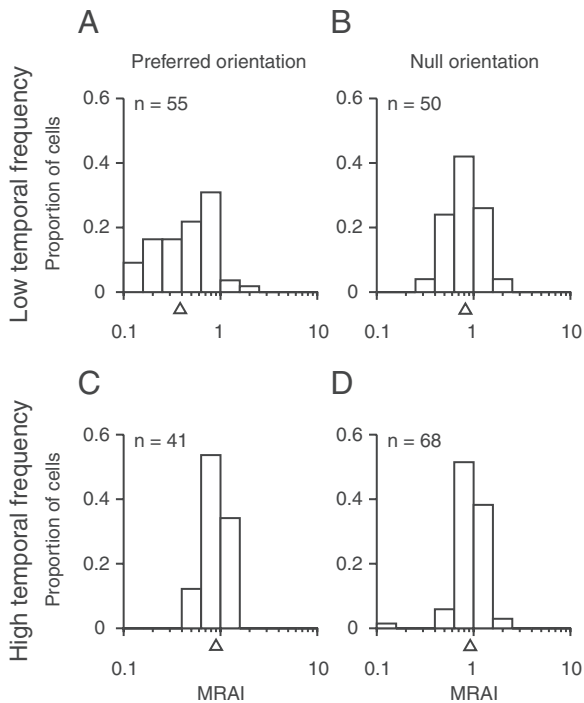 A
B
Preferred orientation
Null orientation
Low temporal frequency
Proportion of cells
0.6
n = 55
0.4
0.2
0
0.1
1
10
0.6
n = 50
0.4
0.2
0
0.1
1
10
C
D
High temporal frequency
Proportion of cells
0.6
n = 41
0.4
0.2
0
0.1
1
10
MRAI
0.6
n = 68
0.4
0.2
0
0.1
1
10
MRAI